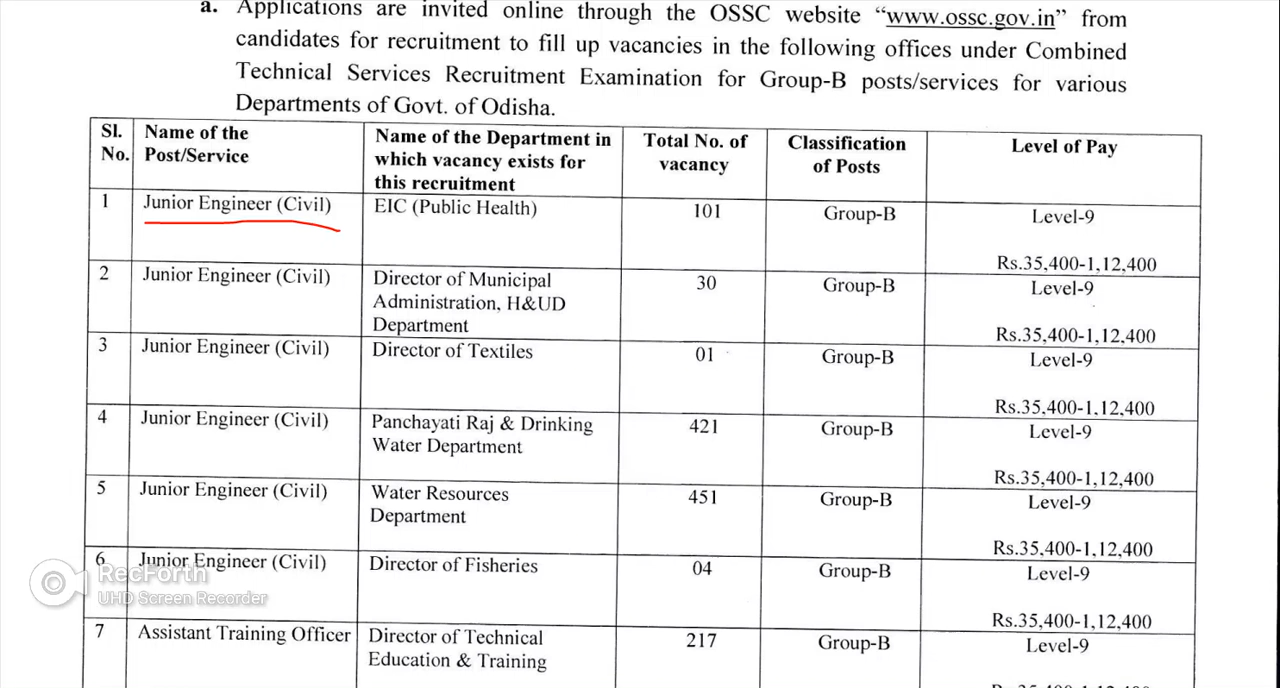 a. Applications are invited online through the OSSC website “www.ossc.gov.in” from
candidates for recruitment to fill up vacancies in the following offices under Combined
Technical Services Recruitment Examination for Group-B posts/services for various
Departments of Govt. of Odisha.
Sl. No. Name of the Post/Service Name of the Department in which vacancy exists for this recruitment Total No. of vacancy Classification of Posts Level of Pay
1 Junior Engineer (Civil) EIC (Public Health) 101 Group-B Level-9
Rs.35,400-1,12,400
2 Junior Engineer (Civil) Director of Municipal 30 Group-B Level-9
Administration, H&UD
Department Rs.35,400-1,12,400
3 Junior Engineer (Civil) Director of Textiles 01 Group-B Level-9
Rs.35,400-1,12,400
4 Junior Engineer (Civil) Panchayati Raj & Drinking 421 Group-B Level-9
Water Department
Rs.35,400-1,12,400
5 Junior Engineer (Civil) Water Resources 451 Group-B Level-9
Department
Rs.35,400-1,12,400
6 Junior Engineer (Civil) Director of Fisheries 04 Group-B Level-9
RecForth
UHD Screen Recorder
Rs.35,400-1,12,400
7 Assistant Training Officer Director of Technical 217 Group-B Level-9
Education & Training